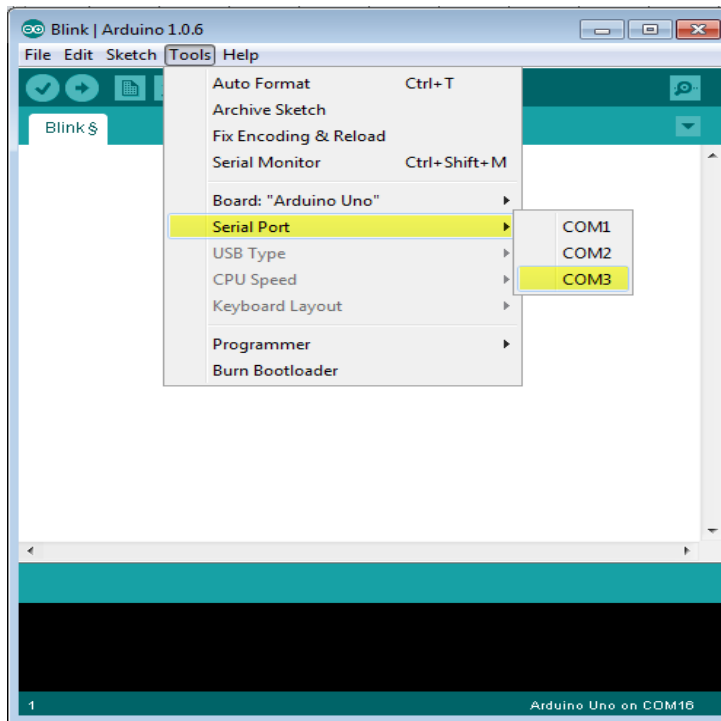 Blink | Arduino 1.0.6
File Edit Sketch Tools Help
Blink §
Auto Format Ctrl+T
Archive Sketch
Fix Encoding & Reload
Serial Monitor Ctrl+Shift+M
Board: "Arduino Uno"
Serial Port
USB Type
CPU Speed
Keyboard Layout
Programmer
Burn Bootloader
COM1
COM2
COM3
1 Arduino Uno on COM16